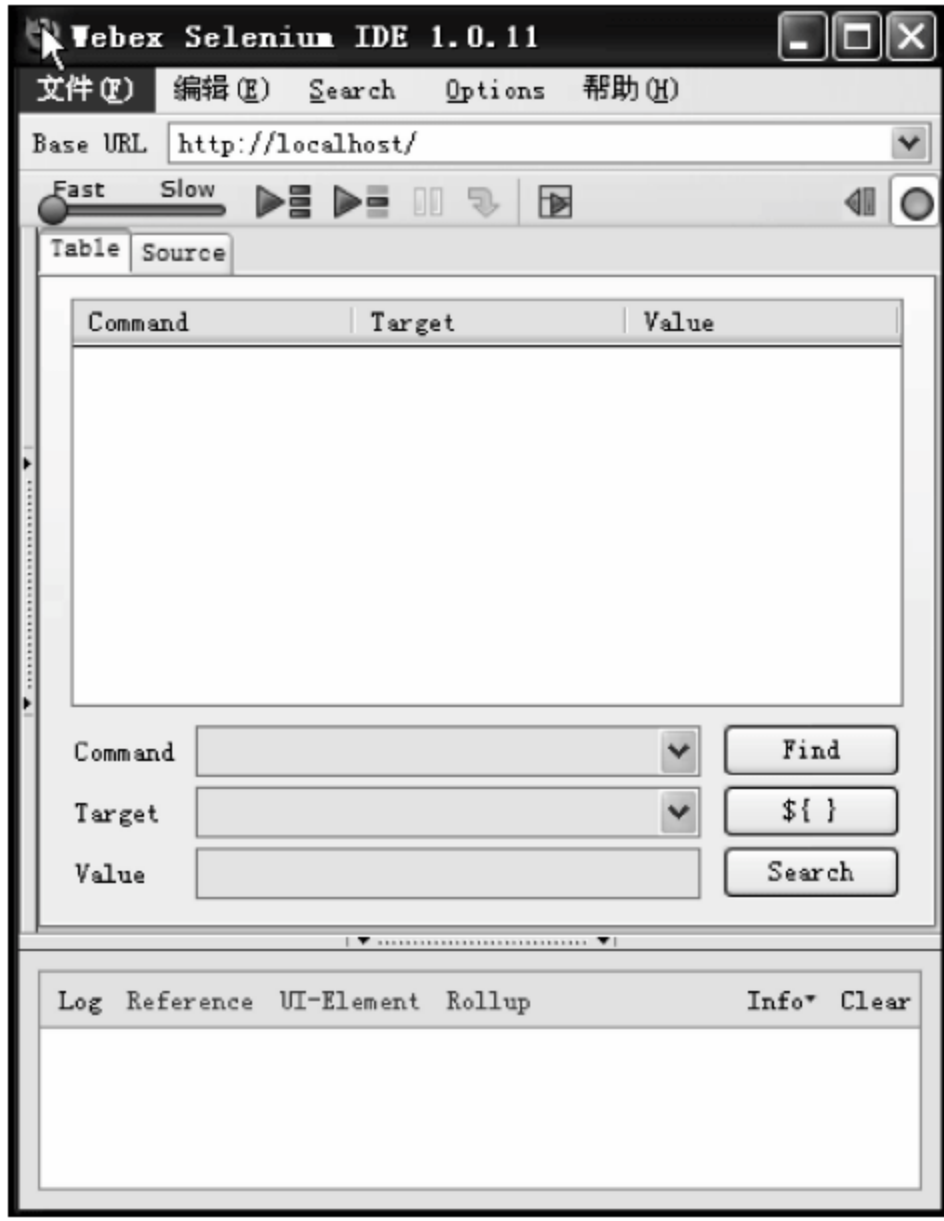 Webex Selenium IDE 1.0.11
文件(F) 编辑(E) Search Options 帮助(H)
Base URL http://localhost/
Fast Slow
Table Source
Command Target Value
Command Find
Target ${ }
Value Search
Log Reference UI-Element Rollup Info Clear